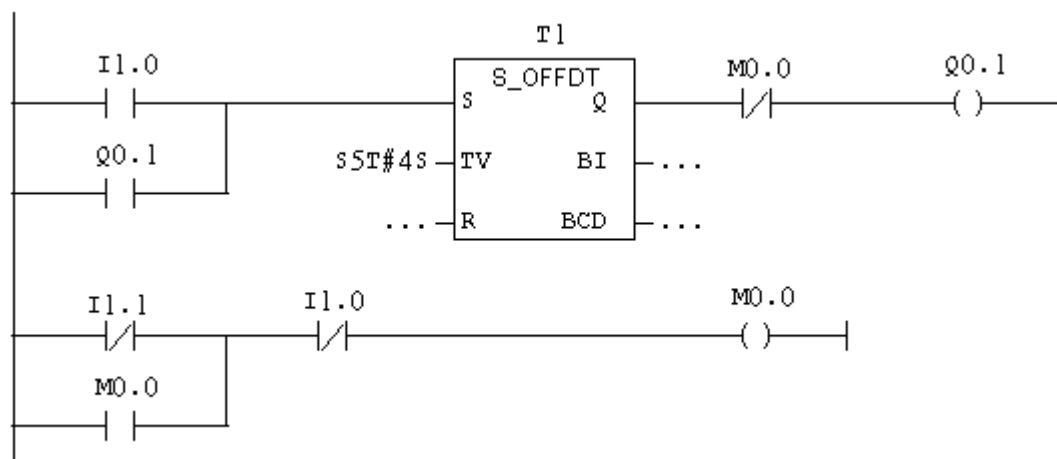 T1
I1.0
S_OFFDT
M0.0
Q0.1
S
Q
Q0.1
S5T#4S
TV
BI
...
...
R
BCD
...
I1.1
I1.0
M0.0
M0.0